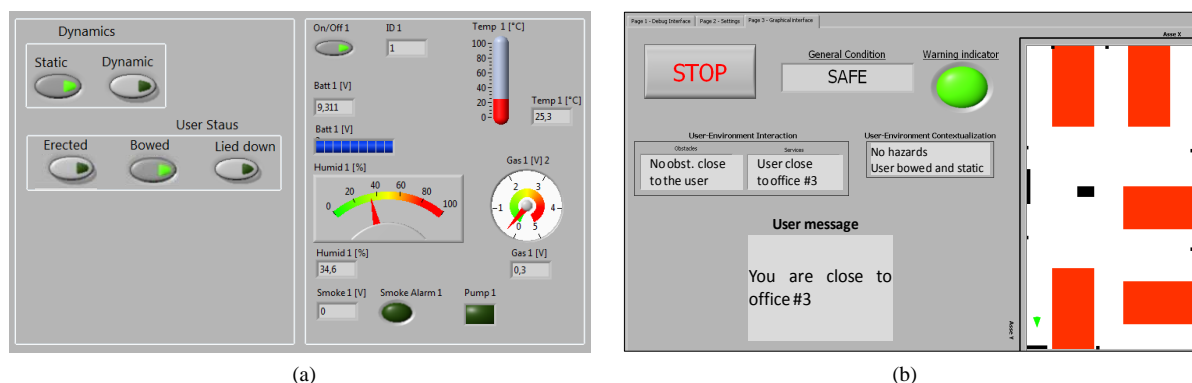 Dynamics
Static Dynamic
User Staus
Erected Bowed Lied down
On/Off 1 ID 1 Temp 1 [°C]
1
100
80
60
40
20
0
Batt 1 [V]
9,311
Temp 1 [°C]
25,3
Batt 1 [V]
Humid 1 [%]
0 20 40 60 80 100
Gas 1 [V] 2
0 1 2 3 4 5
Humid 1 [%]
34,6
Gas 1 [V]
0,3
Smoke 1 [V] Smoke Alarm 1 Pump 1
0
(a)
Page 1 - Debug Interface Page 2 - Settings Page 3 - Graphical interface
STOP
General Condition
SAFE
Warning indicator
User-Environment Interaction
Obstacles Services
No obst. close
to the user
User close
to office #3
User-Environment Contextualization
No hazards
User bowed and static
User message
You are close to
office #3
Asse X
Asse Y
(b)